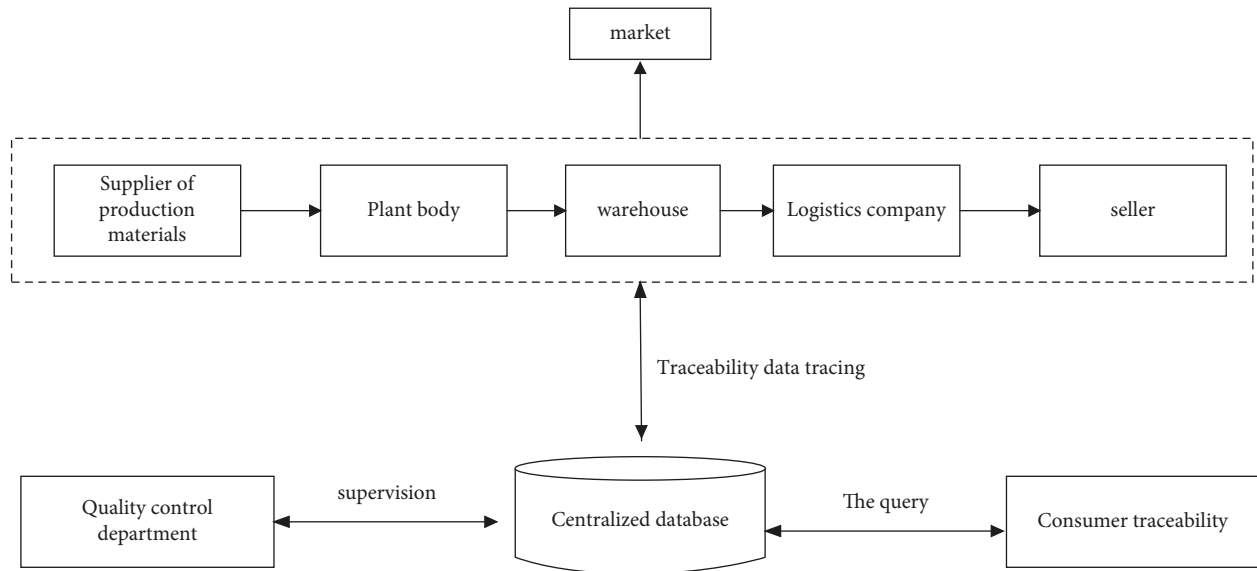 market
Supplier of
production
materials
Plant body
warehouse
Logistics company
seller
Traceability data tracing
Quality control
department
supervision
Centralized database
The query
Consumer traceability